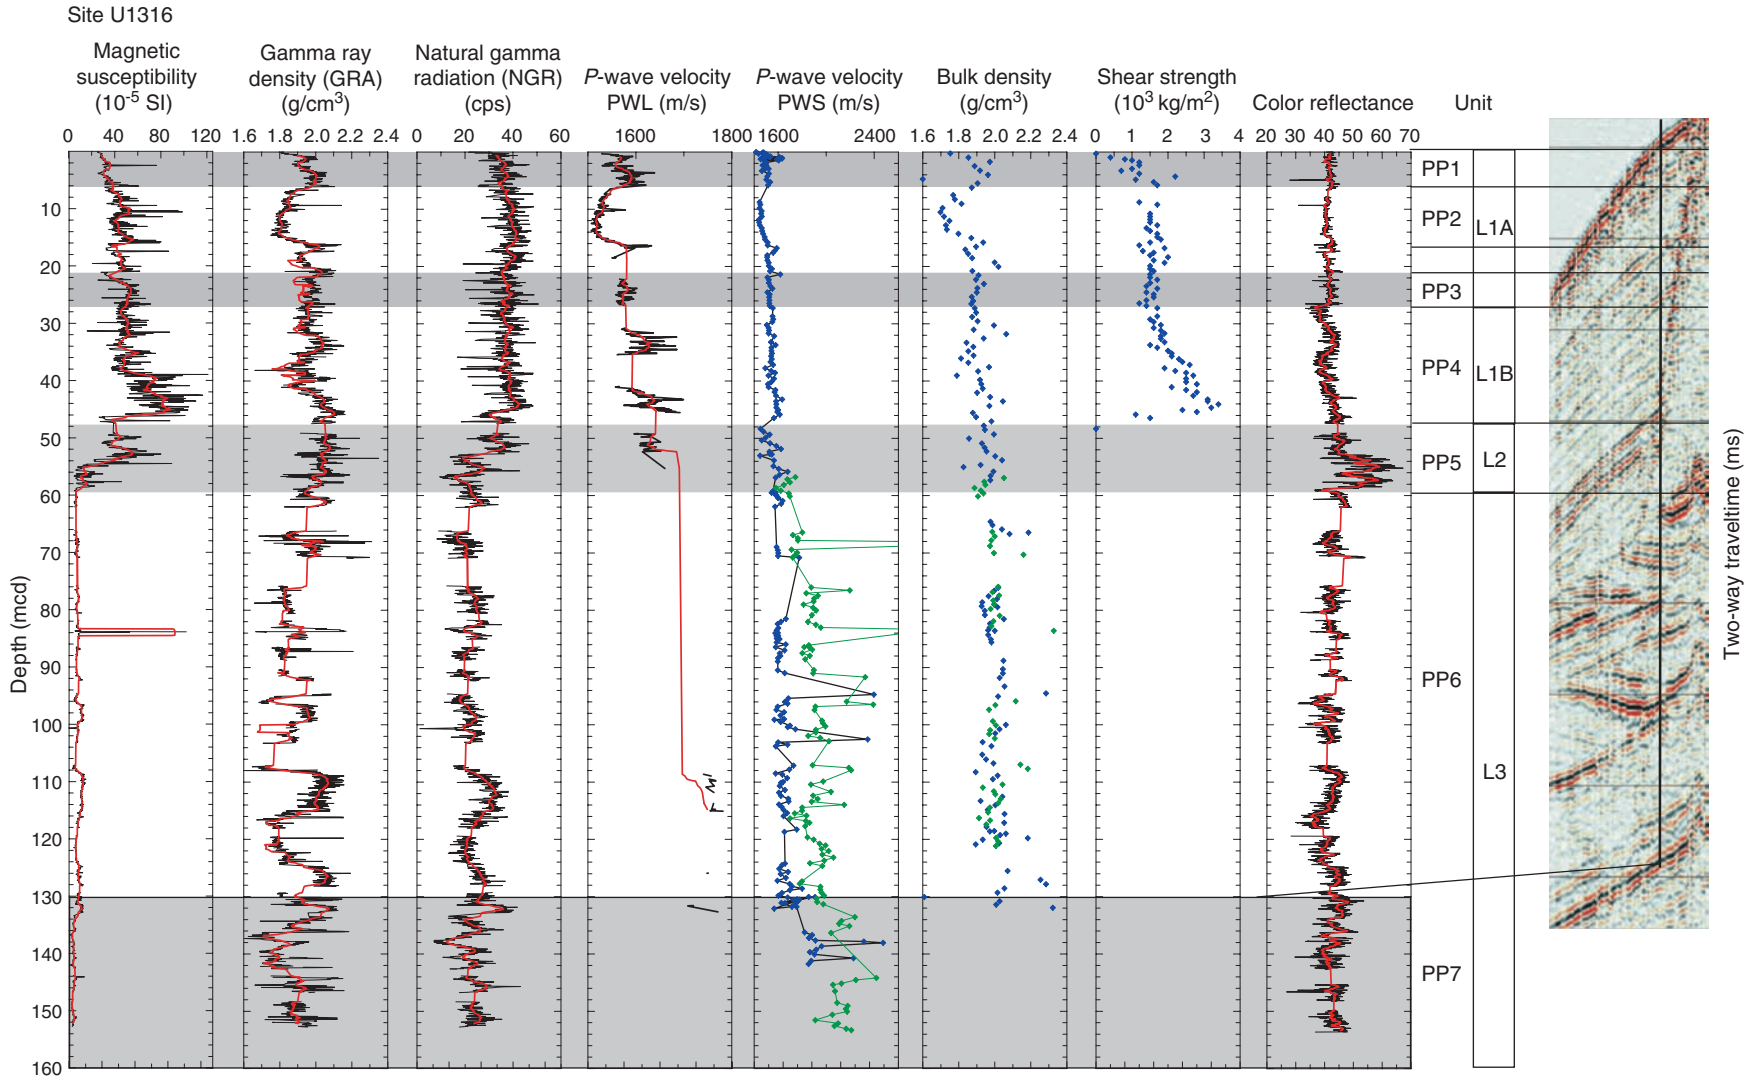 Site U1316
Magnetic
susceptibility
(10-5 SI)
Gamma ray
density (GRA)
(g/cm3)
Natural gamma
radiation (NGR)
(cps)
P-wave velocity
PWL (m/s)
P-wave velocity
PWS (m/s)
Bulk density
(g/cm3)
Shear strength
(103 kg/m2)
Color reflectance
Unit
0 40 80 120
1.6 1.8 2.0 2.2 2.4
0 20 40 60
1600 1800
1600 2400
1.6 1.8 2.0 2.2 2.4
0 1 2 3 4
20 30 40 50 60 70
10
20
30
40
50
60
70
80
90
100
110
120
130
140
150
160
Depth (mcd)
PP1
PP2
PP3
PP4
PP5
PP6
PP7
L1A
L1B
L2
L3
Two-way traveltime (ms)